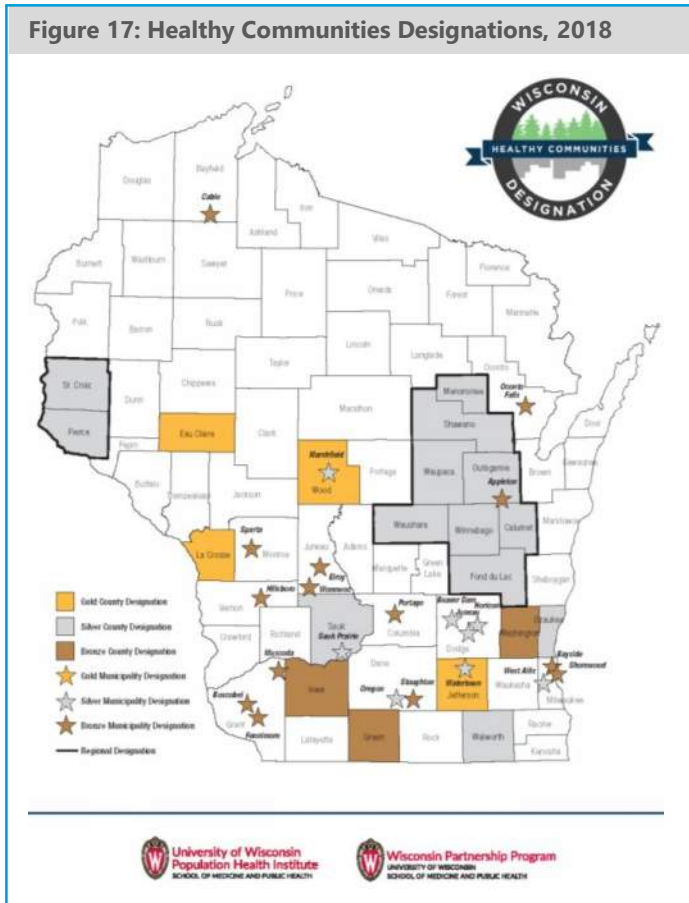 Figure 17: Healthy Communities Designations, 2018
WISCONSIN
HEALTHY COMMUNITIES
DESIGNATION
Douglas
Bayfield
Cable
Ashland
Iron
Vilas
Burnett
Washburn
Sawyer
Florence
Price
Oneida
Forest
Marinette
Polk
Barron
Rusk
Lincoln
Langlade
Oconto
Taylor
St. Croix
Dunn
Chippewa
Marathon
Menominee
Oconto
Falls
Shawano
Door
Pierce
Pepin
Eau Claire
Clark
Marshfield
Wood
Portage
Waupaca
Outagamie
Appleton
Brown
Kewaunee
Buffalo
Trempealeau
Jackson
Waushara
Winnebago
Calumet
Manitowoc
La Crosse
Sparta
Monroe
Juneau
Adams
Marquette
Green
Lake
Fond du Lac
Sheboygan
Elroy
Hillsboro
Vernon
Wonewoc
Sauk
Sauk Prairie
Portage
Columbia
Beaver Dam
Juneau
Horicon
Dodge
Washington
Ozaukee
Crawford
Richland
Muscoda
Iowa
Dane
Oregon
Stoughton
Watertown
Jefferson
Waukesha
West Allis
Bayside
Shorewood
Milwaukee
Boscobel
Grant
Fennimore
Lafayette
Green
Rock
Walworth
Racine
Kenosha
Gold County Designation
Silver County Designation
Bronze County Designation
Gold Municipality Designation
Silver Municipality Designation
Bronze Municipality Designation
Regional Designation
University of Wisconsin
Population Health Institute
SCHOOL OF MEDICINE AND PUBLIC HEALTH
Wisconsin Partnership Program
UNIVERSITY OF WISCONSIN
SCHOOL OF MEDICINE AND PUBLIC HEALTH